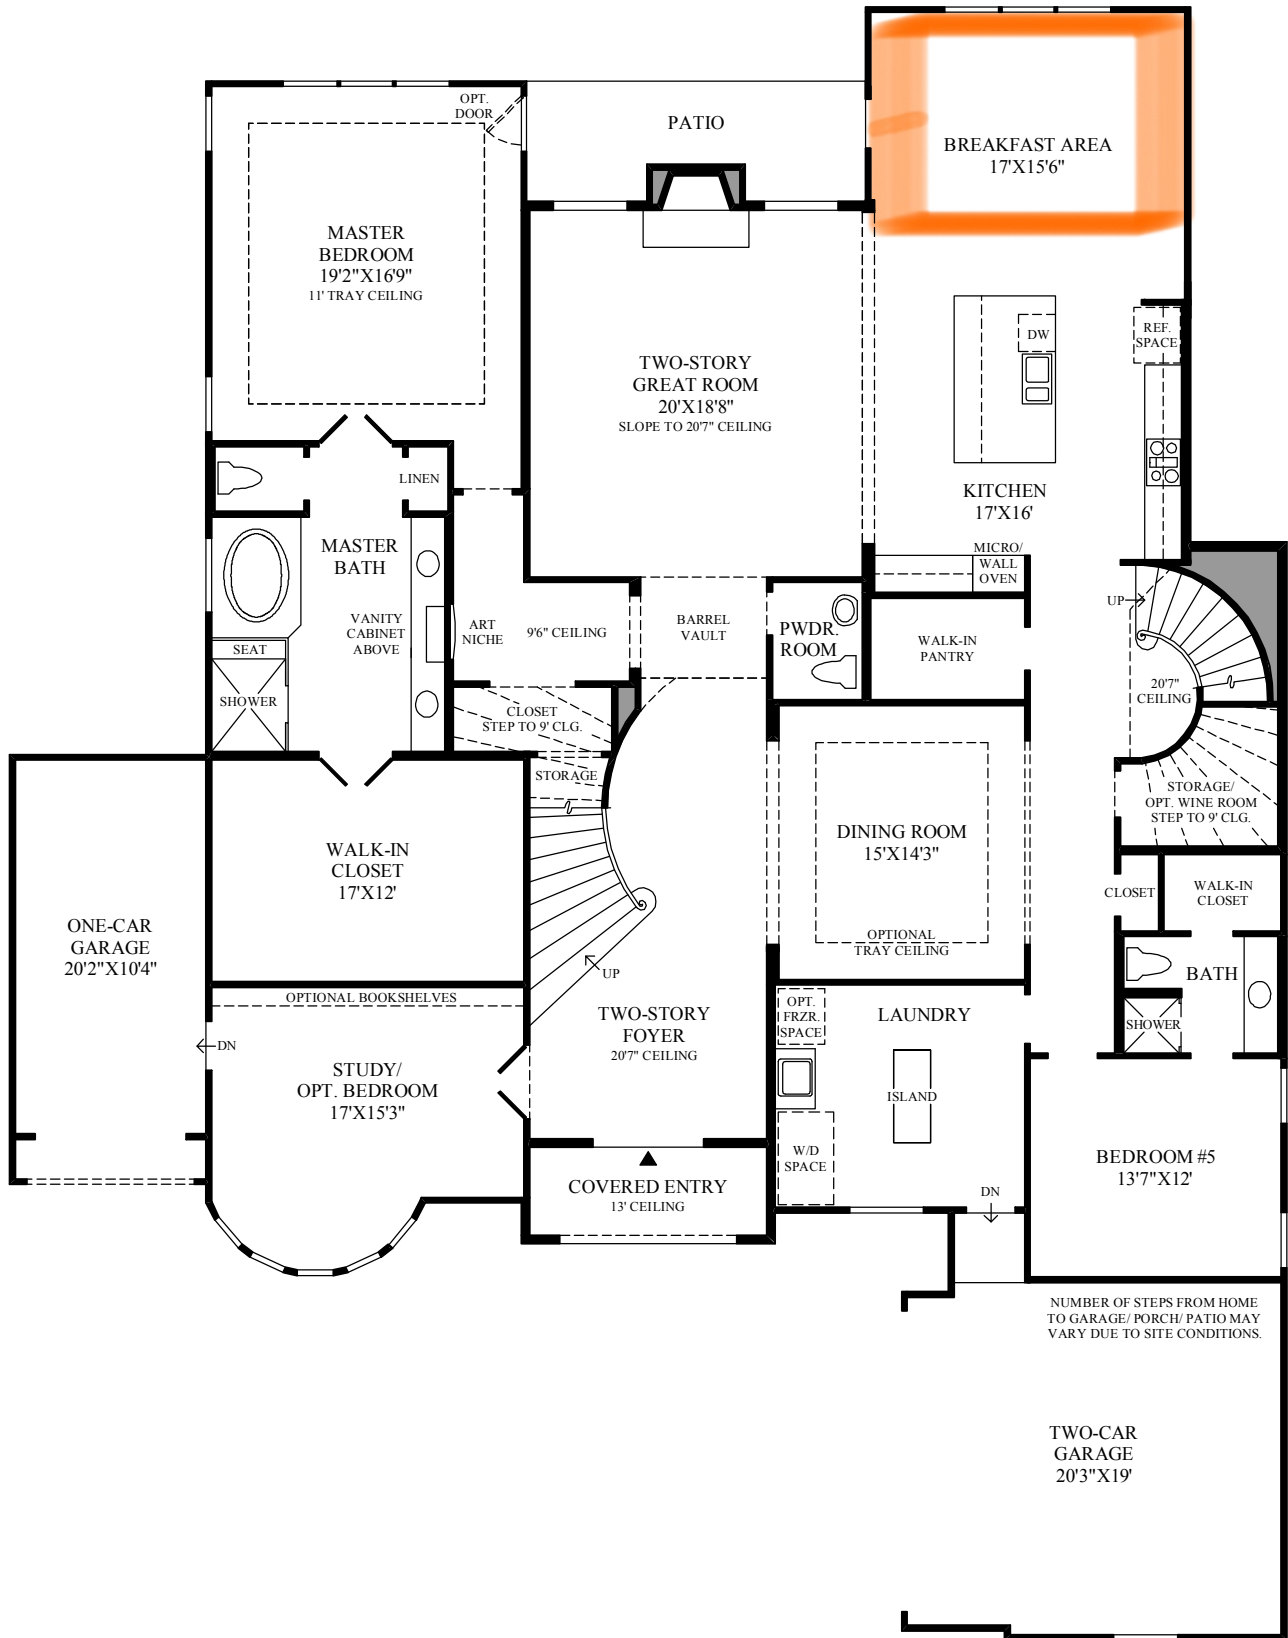 OPT.
DOOR
PATIO
BREAKFAST AREA
17'X15'6"
MASTER
BEDROOM
19'2"X16'9"
11' TRAY CEILING
TWO-STORY
GREAT ROOM
20'X18'8"
SLOPE TO 20'7" CEILING
DW
REF.
SPACE
LINEN
KITCHEN
17'X16'
MASTER
BATH
MICRO/
WALL
OVEN
VANITY
CABINET
ABOVE
ART
NICHE
9'6" CEILING
BARREL
VAULT
PWDR.
ROOM
WALK-IN
PANTRY
UP
SEAT
SHOWER
CLOSET
STEP TO 9' CLG.
20'7"
CEILING
STORAGE
STORAGE/
OPT. WINE ROOM
STEP TO 9' CLG.
WALK-IN
CLOSET
17'X12'
DINING ROOM
15'X14'3"
OPTIONAL
TRAY CEILING
CLOSET
WALK-IN
CLOSET
ONE-CAR
GARAGE
20'2"X10'4"
UP
BATH
SHOWER
OPTIONAL BOOKSHELVES
TWO-STORY
FOYER
20'7" CEILING
OPT.
FRZR.
SPACE
LAUNDRY
DN
STUDY/
OPT. BEDROOM
17'X15'3"
ISLAND
W/D
SPACE
BEDROOM #5
13'7"X12'
COVERED ENTRY
13' CEILING
DN
NUMBER OF STEPS FROM HOME
TO GARAGE/ PORCH/ PATIO MAY
VARY DUE TO SITE CONDITIONS.
TWO-CAR
GARAGE
20'3"X19'